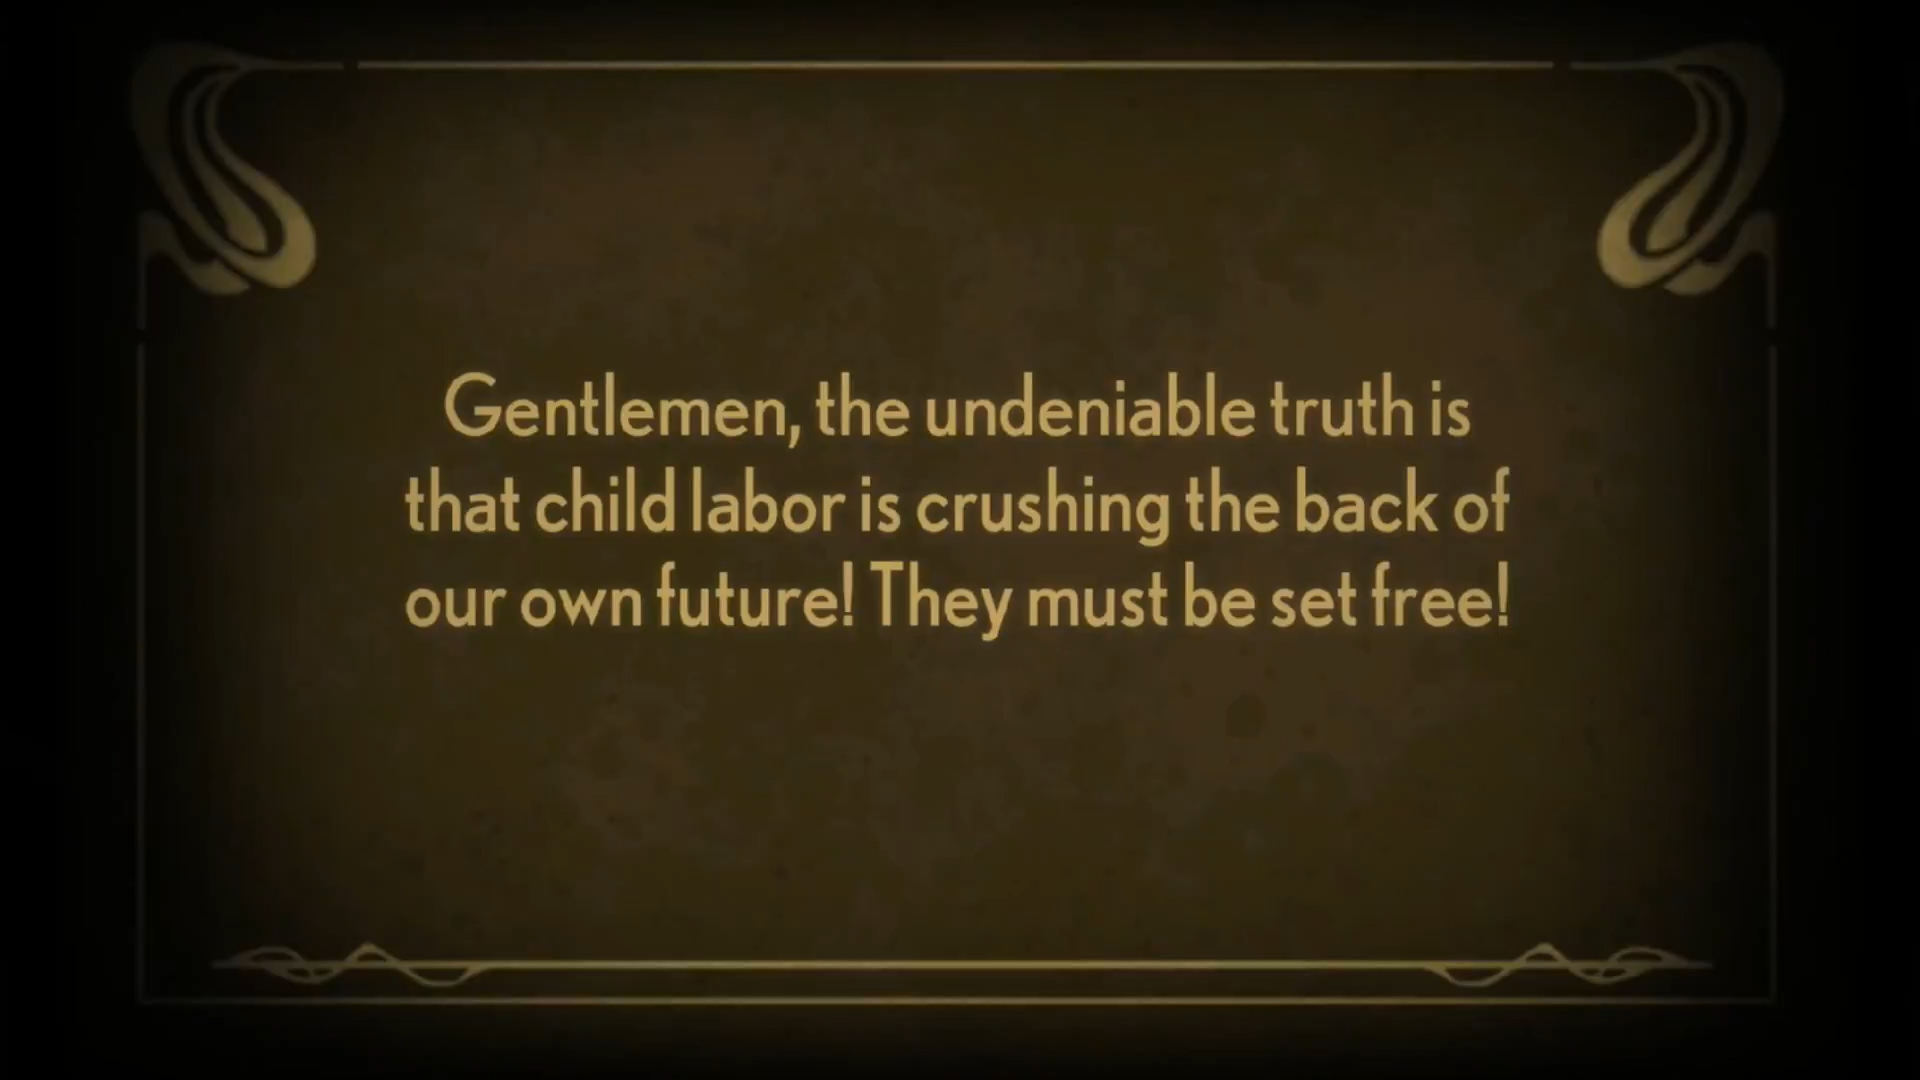 Gentlemen, the undeniable truth is
that child labor is crushing the back of
our own future! They must be set free!